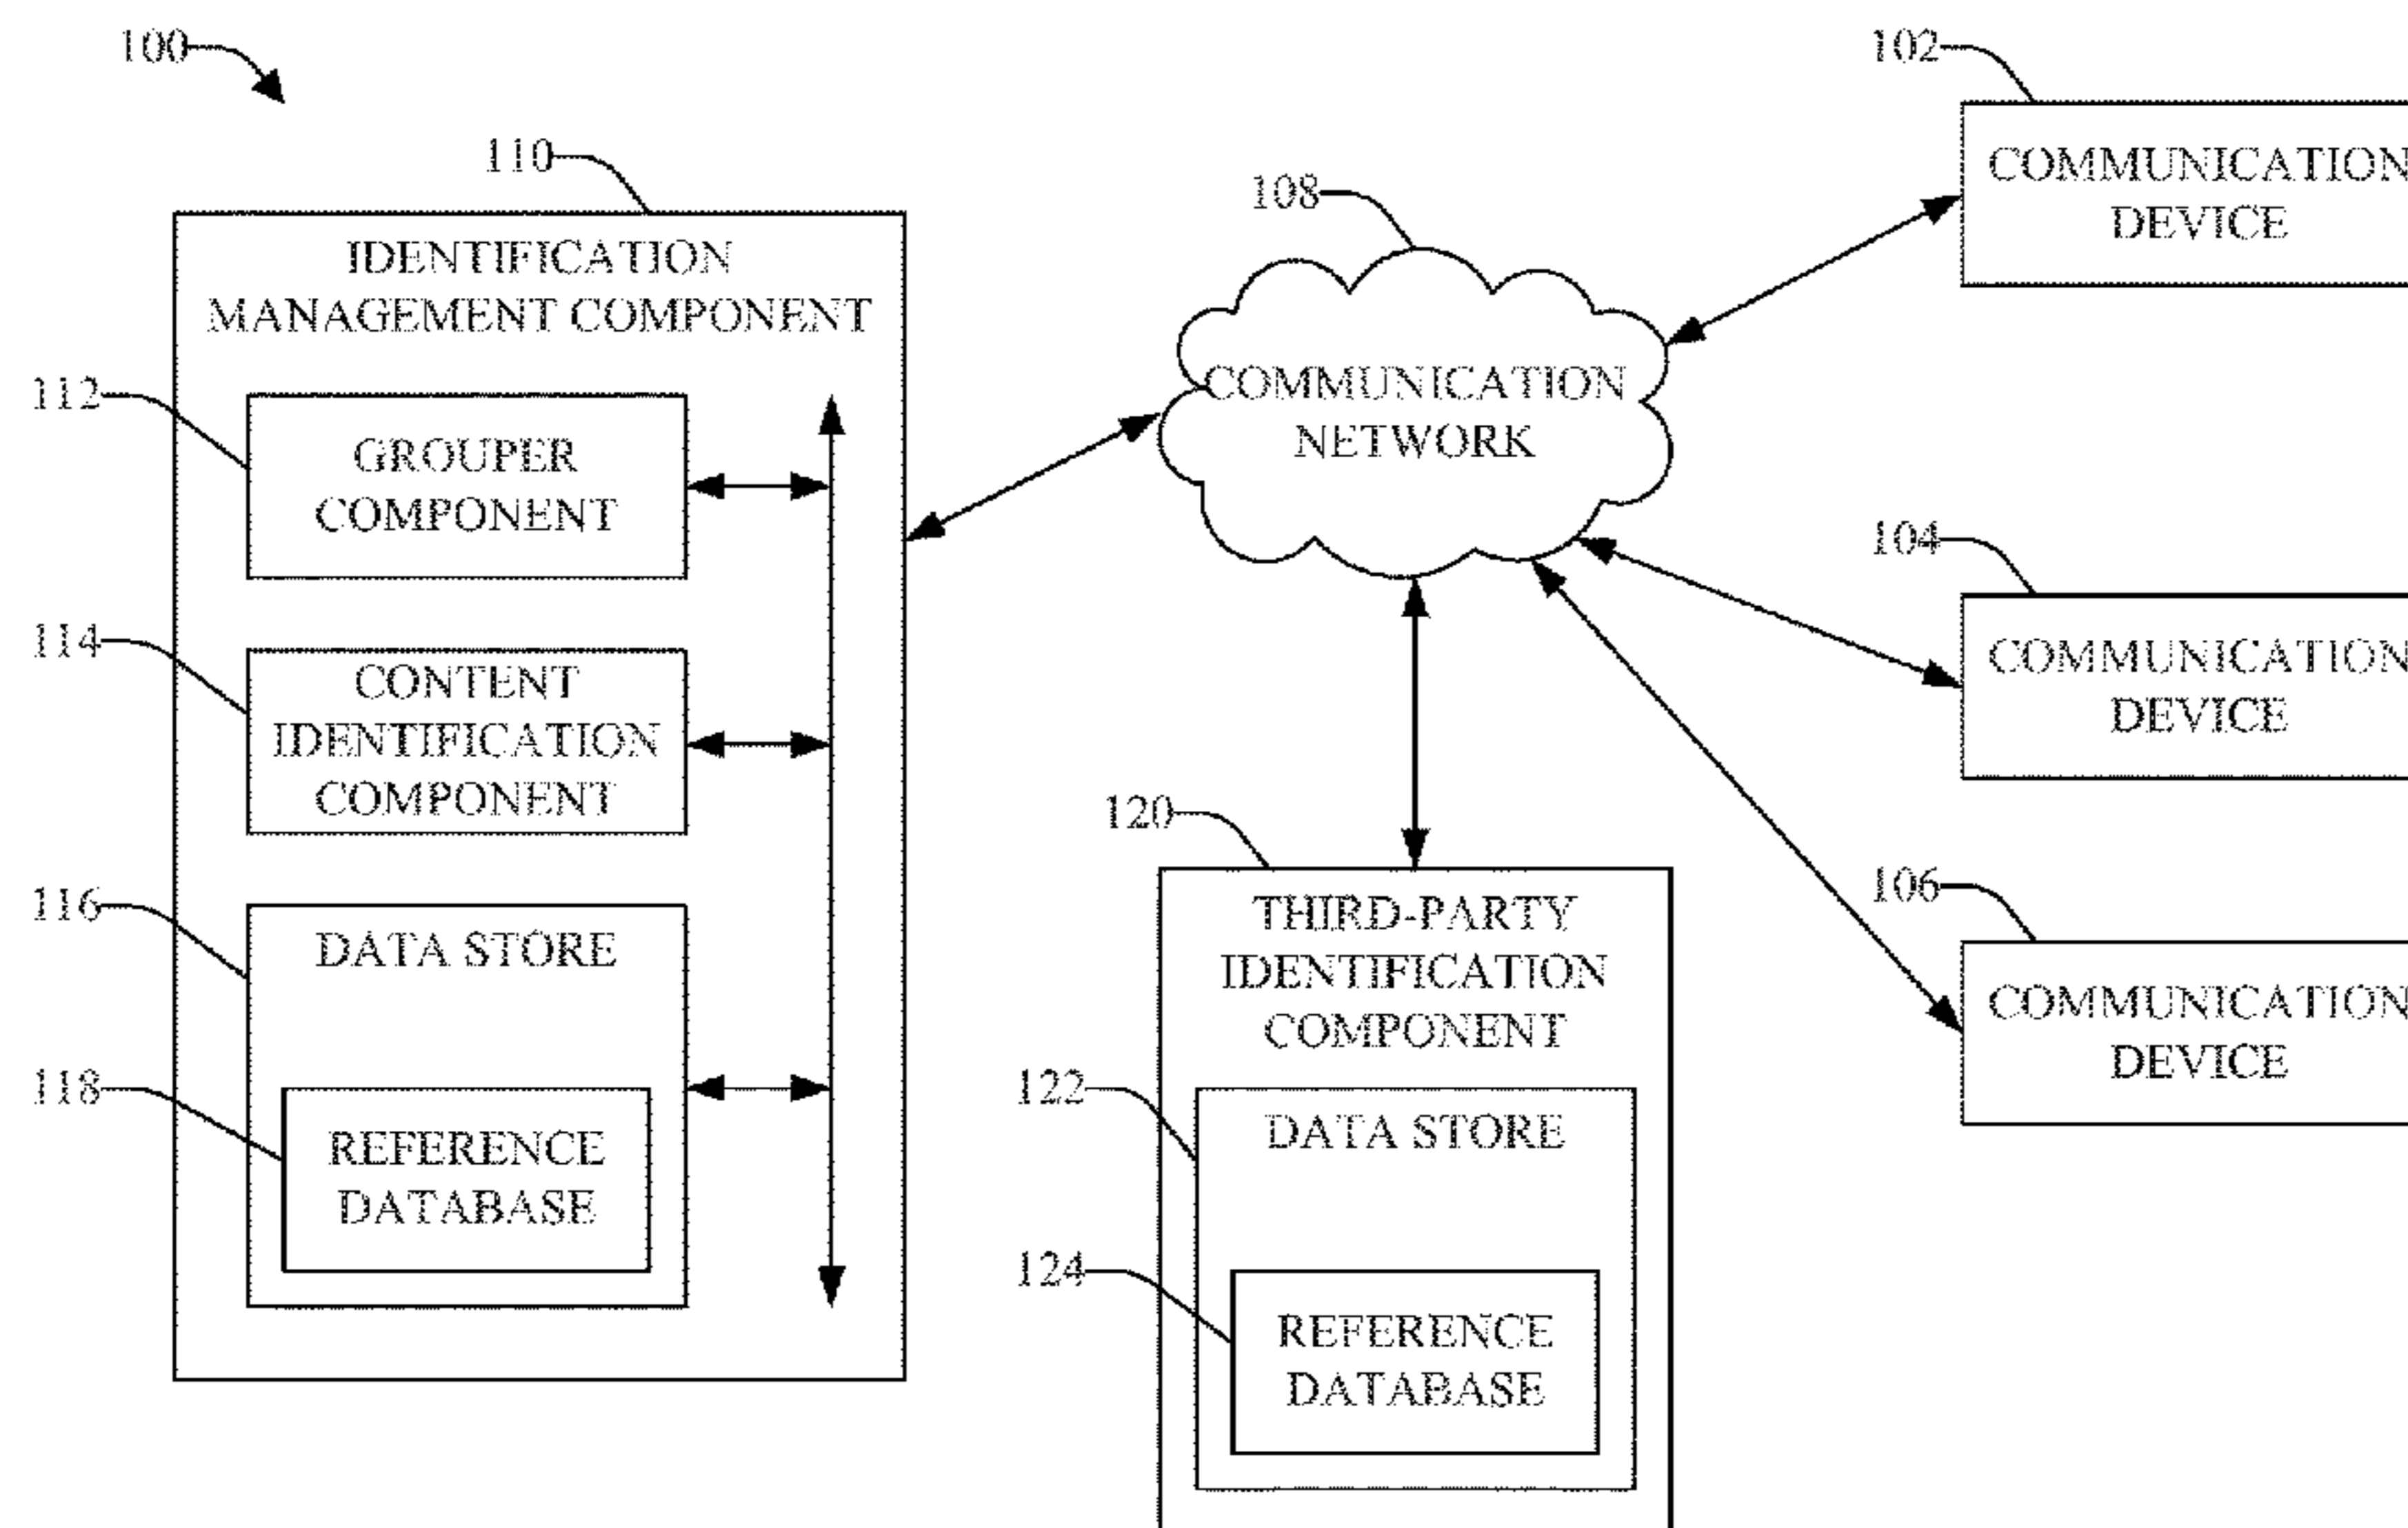 100
110
IDENTIFICATION
MANAGEMENT COMPONENT
112
GROUPER
COMPONENT
114
CONTENT
IDENTIFICATION
COMPONENT
116
DATA STORE
118
REFERENCE
DATABASE
108
COMMUNICATION
NETWORK
120
THIRD-PARTY
IDENTIFICATION
COMPONENT
122
DATA STORE
124
REFERENCE
DATABASE
102
COMMUNICATION
DEVICE
104
COMMUNICATION
DEVICE
106
COMMUNICATION
DEVICE